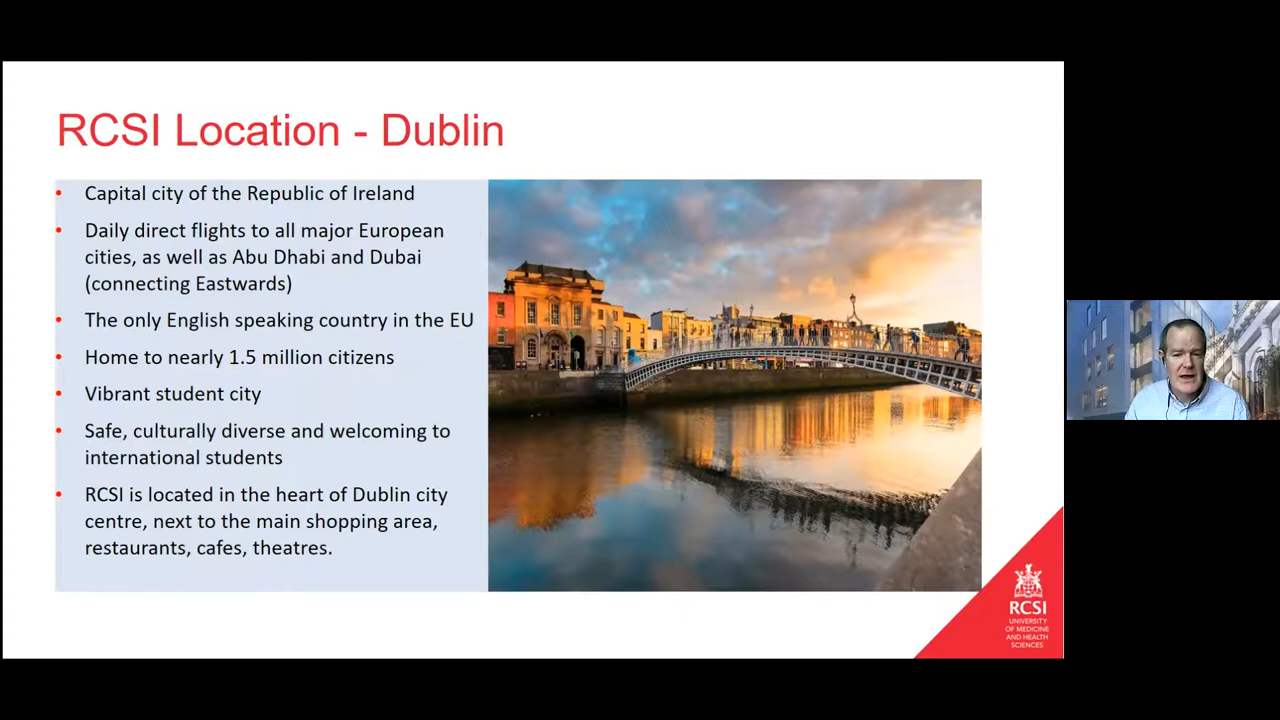 RCSI Location - Dublin
• Capital city of the Republic of Ireland
• Daily direct flights to all major European
cities, as well as Abu Dhabi and Dubai
(connecting Eastwards)
• The only English speaking country in the EU
• Home to nearly 1.5 million citizens
• Vibrant student city
• Safe, culturally diverse and welcoming to
international students
• RCSI is located in the heart of Dublin city
centre, next to the main shopping area,
restaurants, cafes, theatres.
RCSI
UNIVERSITY
OF MEDICINE
AND HEALTH
SCIENCES